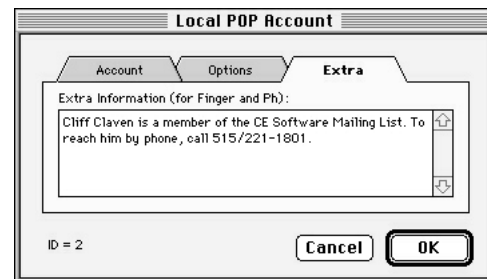 Local POP Account
Account Options Extra
Extra Information (for Finger and Ph):
Cliff Claven is a member of the CE Software Mailing List. To
reach him by phone, call 515/221-1801.
ID = 2
Cancel OK